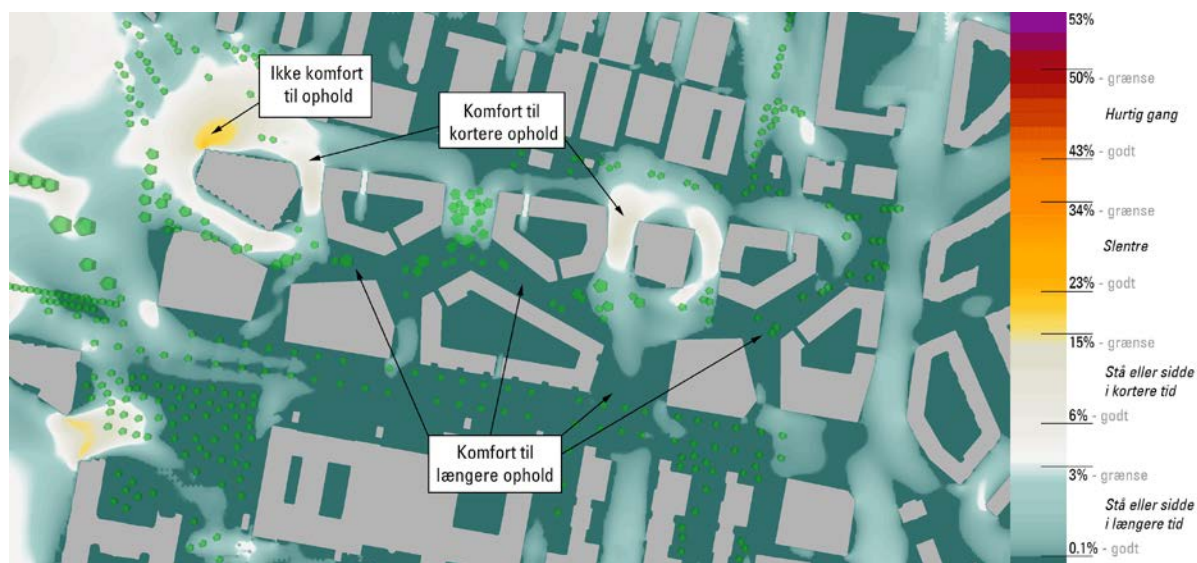 Ikke komfort
til ophold
Komfort til
kortere ophold
Komfort til
længere ophold
53%
50% - grænse
Hurtig gang
43% - godt
34% - grænse
Slentre
23% - godt
15% - grænse
Stå eller sidde
i kortere tid
6% - godt
3% - grænse
Stå eller sidde
i længere tid
0.1% - godt